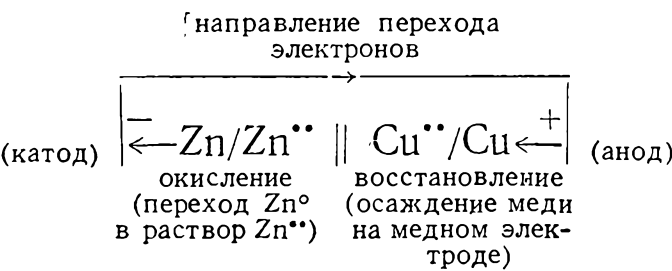 направление перехода
электронов
(катод) − ←Zn/Zn•• || Cu••/Cu← + (анод)
окисление восстановление
(переход Zn° (осаждение меди
в раствор Zn••) на медном элек-
троде)